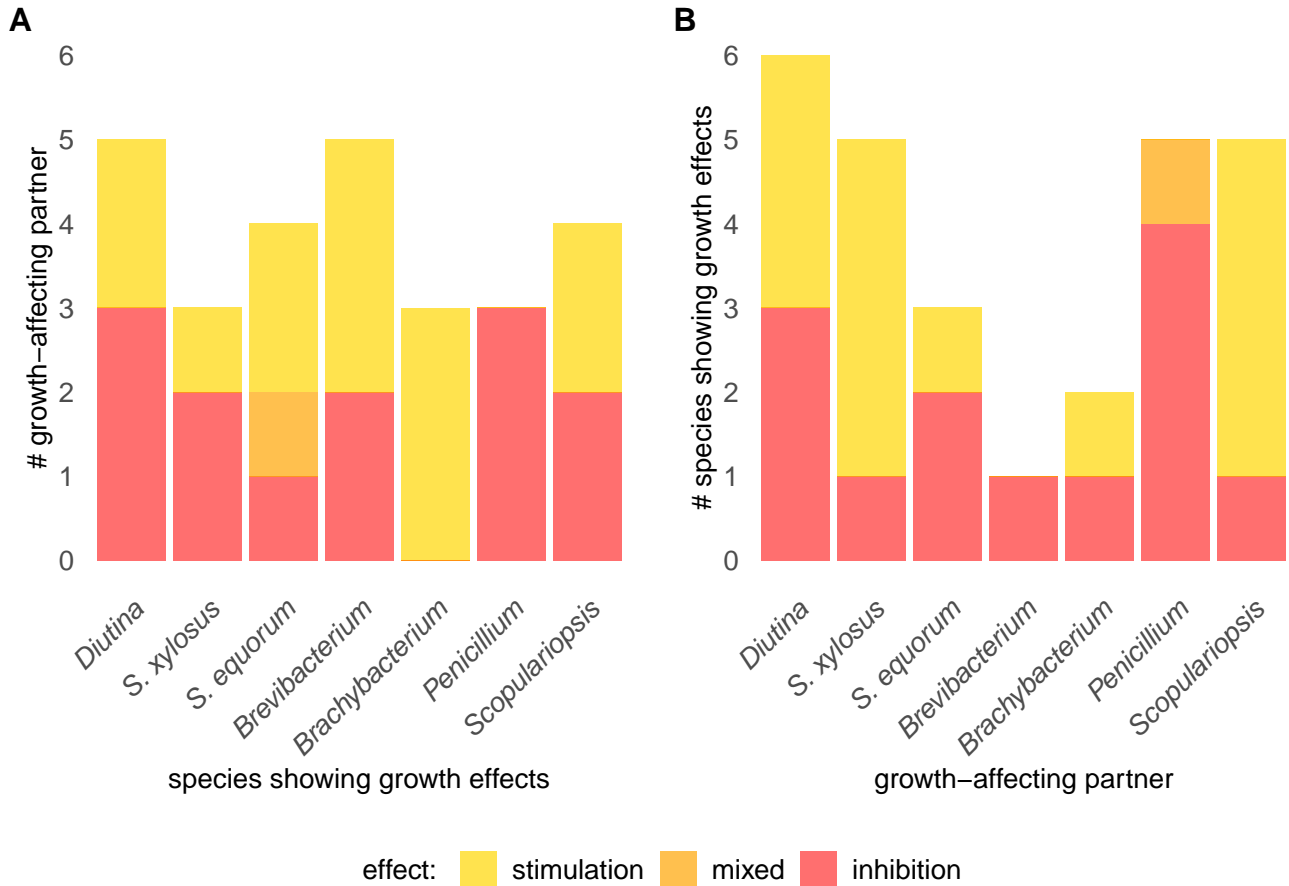 A
# growth−affecting partner
6
5
4
3
2
1
0
Diutina
S. xylosus
S. equorum
Brevibacterium
Brachybacterium
Penicillium
Scopulariopsis
species showing growth effects
B
# species showing growth effects
6
5
4
3
2
1
0
Diutina
S. xylosus
S. equorum
Brevibacterium
Brachybacterium
Penicillium
Scopulariopsis
growth−affecting partner
effect: stimulation mixed inhibition